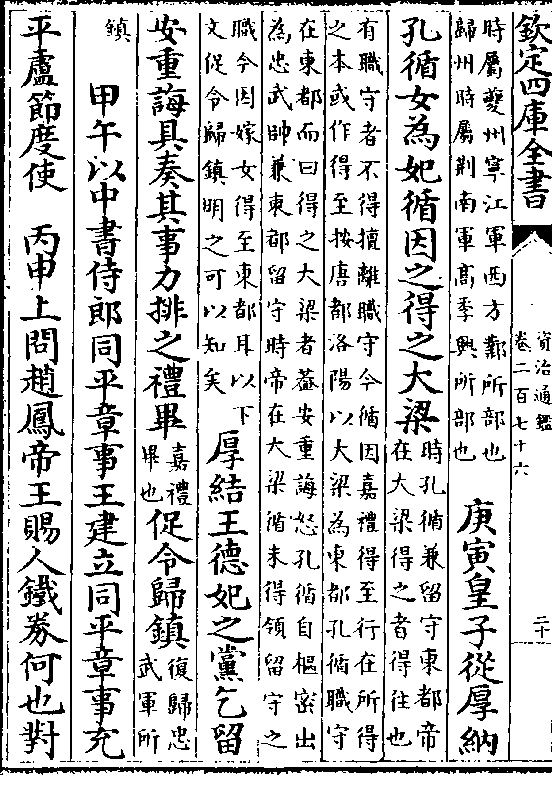 欽定四庫全書
資治通鑑
卷二百七十六
二十
時屬夔州寧江軍西方鄴所部也
歸州時屬荆南軍髙季興所部也
庚寅皇子從厚納
孔循女為妃循因之得之大梁
時孔循兼留守東都帝
在大梁得之者得往也
有職守者不得擅離職守今循因嘉禮得至行在所得
之本或作得至按唐都洛陽以大梁為東都孔循職守
在東都而曰得之大梁者葢安重誨怒孔循自樞密出
為忠武帥兼東都留守時帝在大梁循未得領留守之
職今因嫁女得至東都耳以下
文促令歸鎮明之可以知矣
厚結王德妃之黨乞留
安重誨具奏其事力排之禮畢
嘉禮
畢也
促令歸鎮
復歸忠
武軍所
鎮
甲午以中書侍郎同平章事王建立同平章事充
平盧節度使 丙申上問趙鳳帝王賜人鐵劵何也對